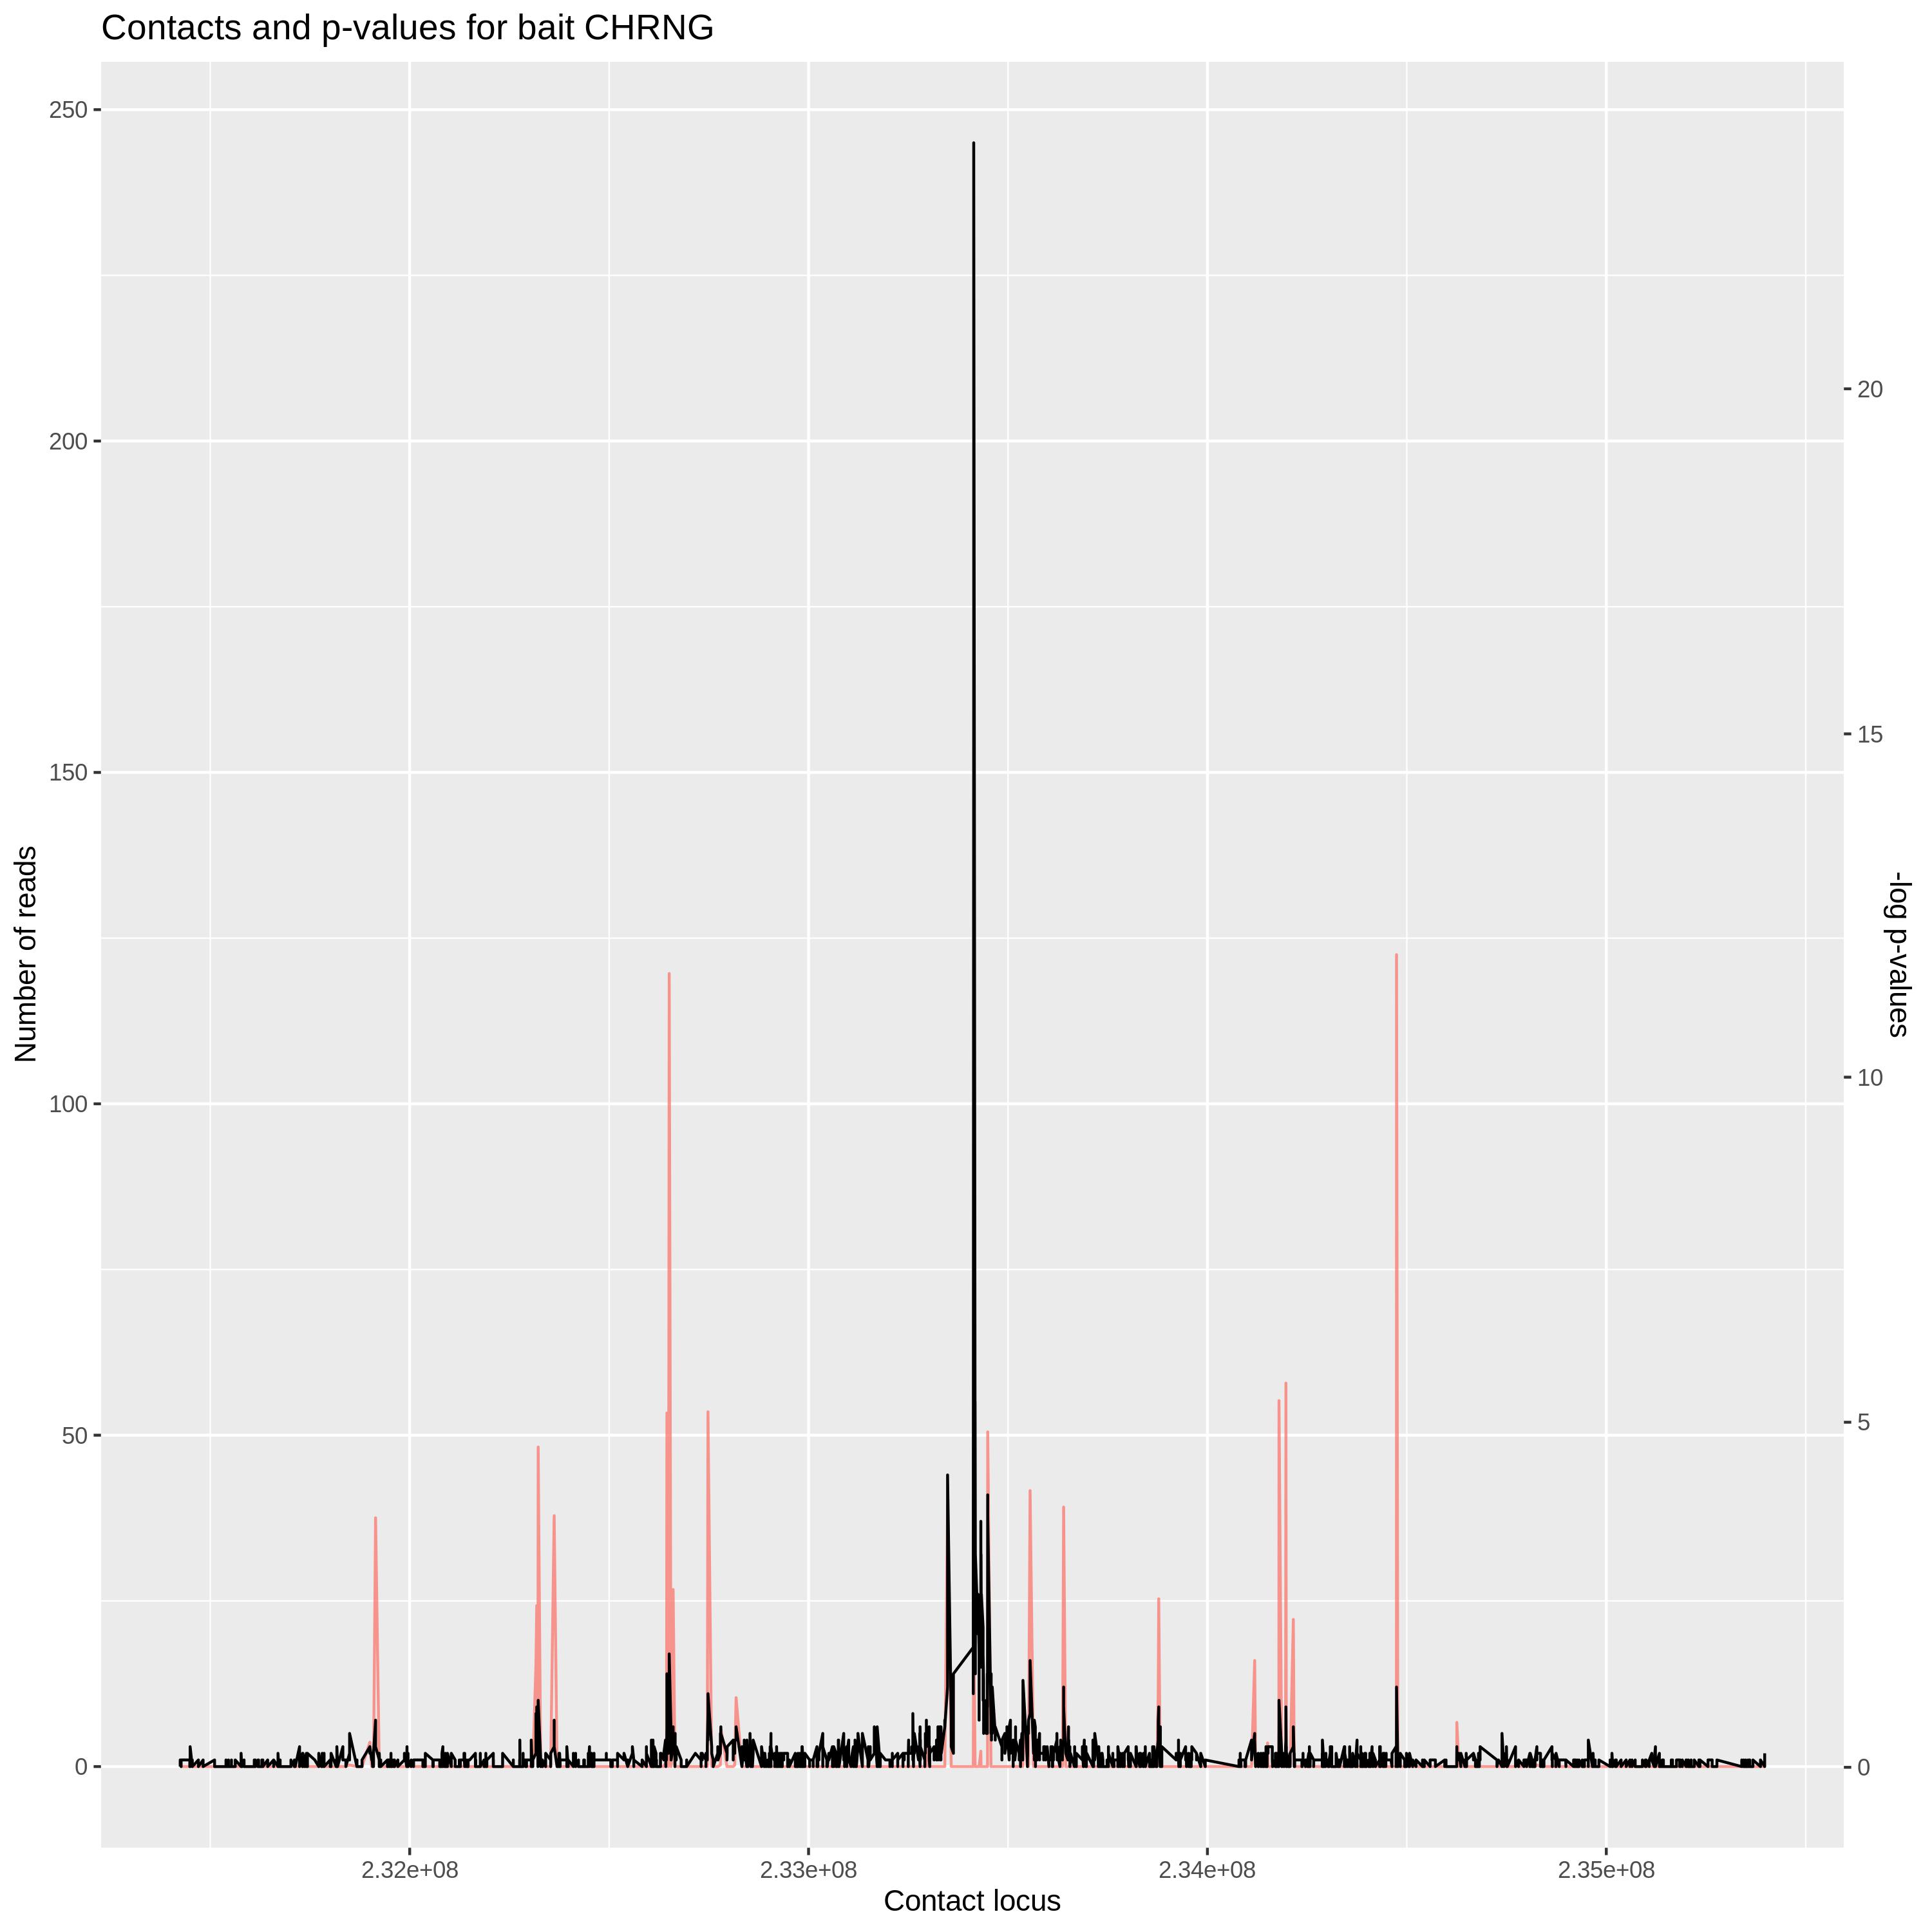 Contacts and p-values for bait CHRNG
250
200
150
100
50
0
Number of reads
20
15
10
5
0
-log p-values
2.32e+08
2.33e+08
2.34e+08
2.35e+08
Contact locus